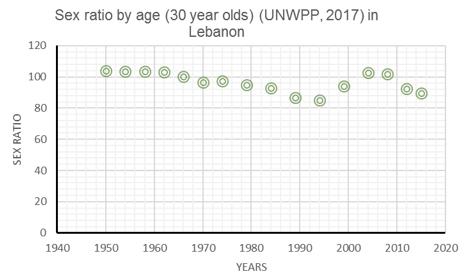 Sex ratio by age (30 year olds) (UNWPP, 2017) in
Lebanon
120
100
80
60
40
20
0
SEX RATIO
1940 1950 1960 1970 1980 1990 2000 2010 2020
YEARS